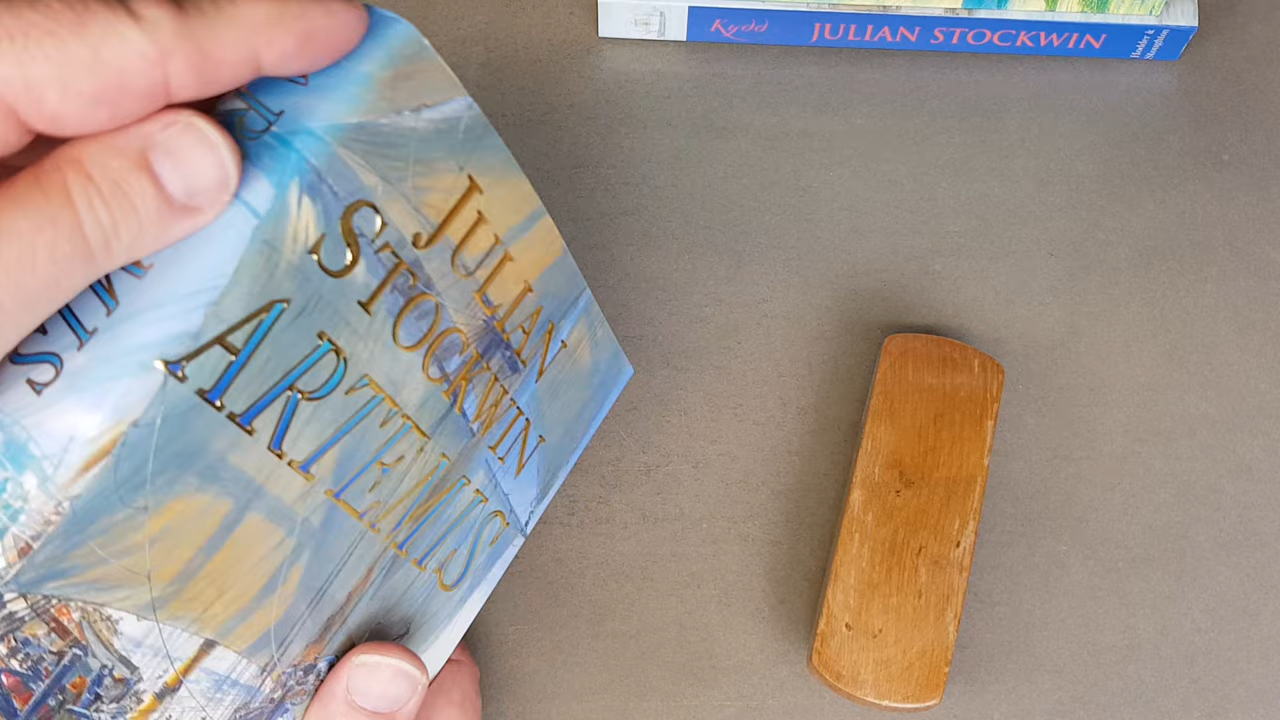 Kydd JULIAN STOCKWIN Hodder &
Stoughton
JULIAN
STOCKWIN
ARTEMIS